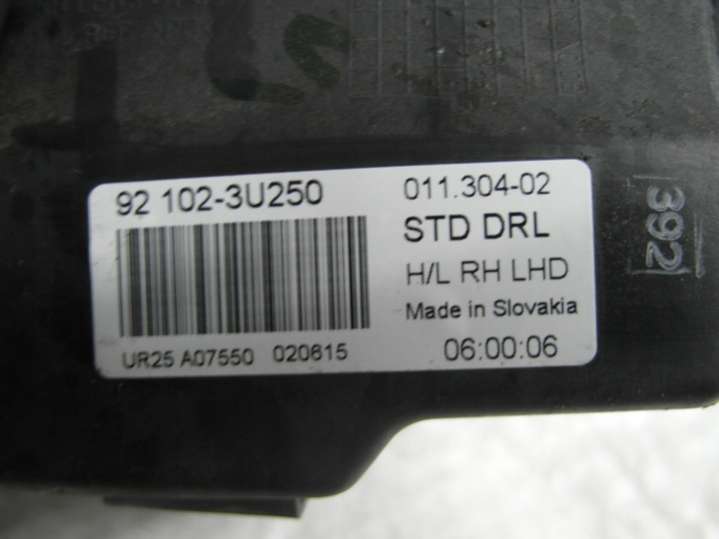 92 102-3U250
011.304-02
STD DRL
H/L RH LHD
Made in Slovakia
UR25 A07550 020615
06:00:06
392